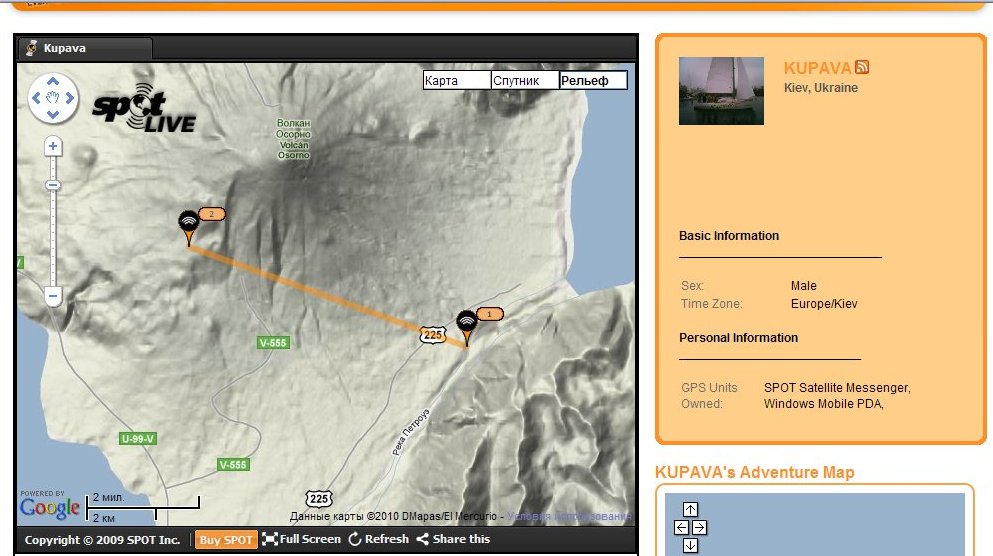 Kupava
spot
LIVE
Карта
Спутник
Рельеф
Волкан
Осорно
Volcán
Osorno
2
1
225
V-555
Река Петроуэ
U-99-V
V-555
225
POWERED BY
Google
2 мил.
2 км
Данные карты ©2010 DMapas/El Mercurio - Условия использования
Copyright © 2009 SPOT Inc.
Buy SPOT
Full Screen
Refresh
Share this
KUPAVA
Kiev, Ukraine
Basic Information
Sex: Male
Time Zone: Europe/Kiev
Personal Information
GPS Units Owned: SPOT Satellite Messenger,
Windows Mobile PDA,
KUPAVA's Adventure Map